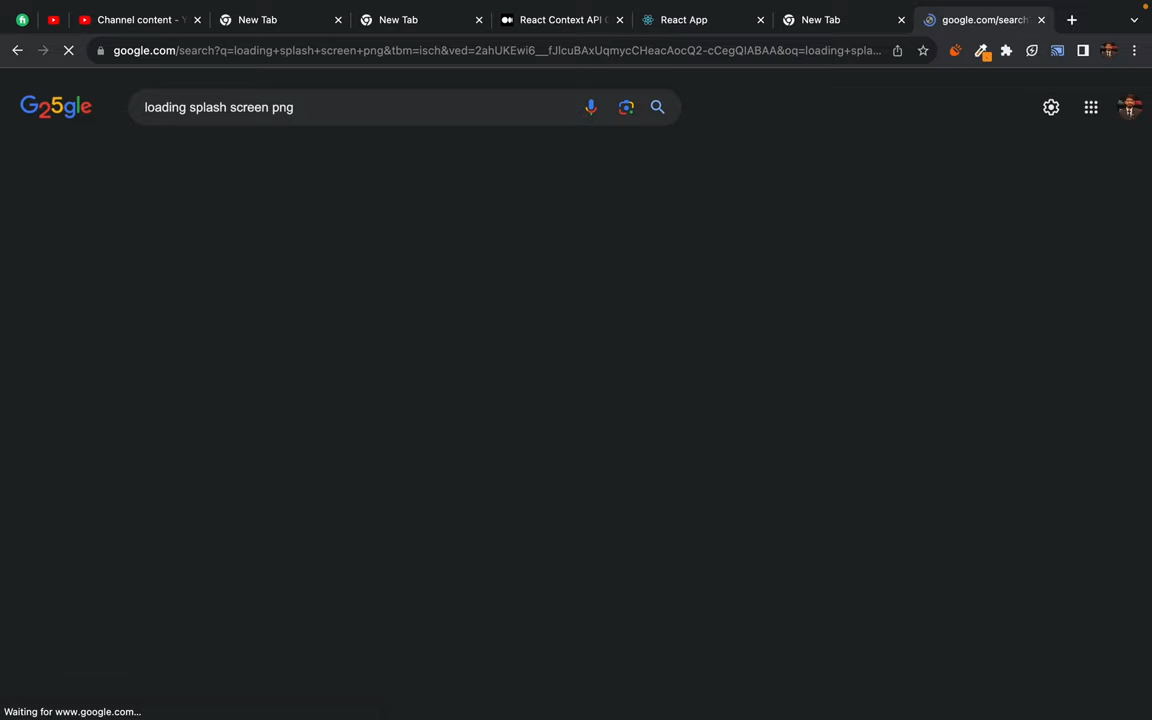 Channel content - Y
New Tab
New Tab
React Context API C
React App
New Tab
google.com/search
google.com/search?q=loading+splash+screen+png&tbm=isch&ved=2ahUKEwi6__fJlcuBAxUqmycCHeacAocQ2-cCegQIABAA&oq=loading+spla...
G25gle
loading splash screen png
Waiting for www.google.com...